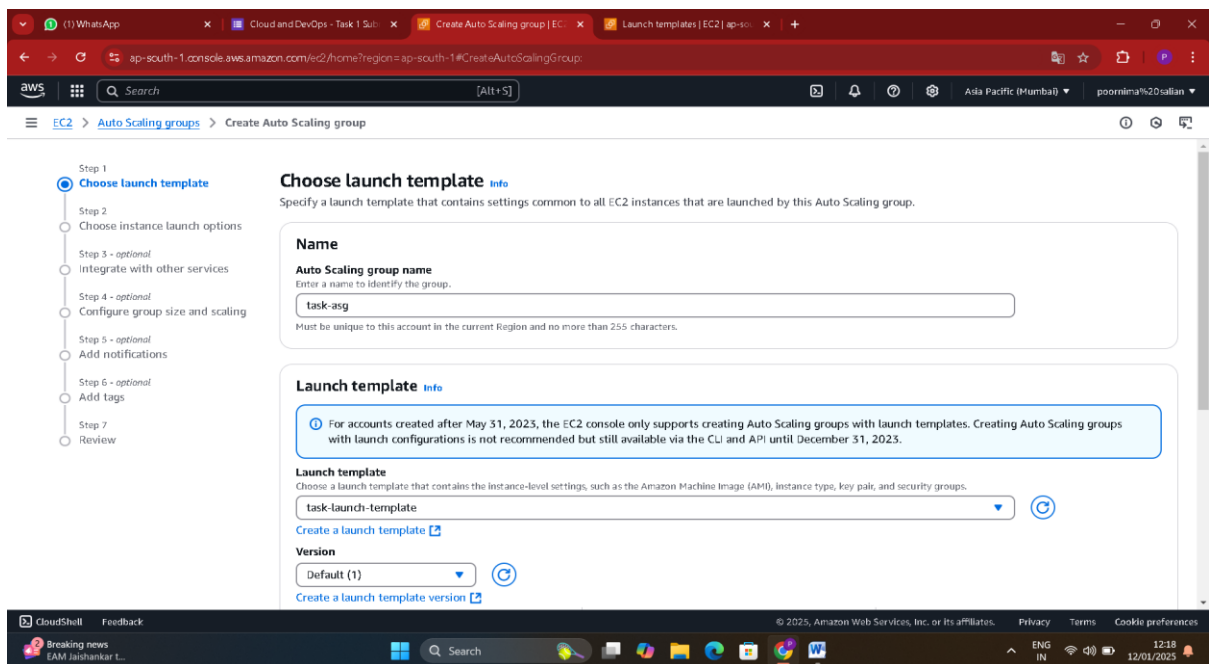 (1) WhatsApp
Cloud and DevOps - Task 1 Sub
Create Auto Scaling group | EC
Launch templates | EC2 | ap-sou
ap-south-1.console.aws.amazon.com/ec2/home?region=ap-south-1#CreateAutoScalingGroup:
P
aws
Search
[Alt+S]
Asia Pacific (Mumbai)
poornima%20salian
EC2 > Auto Scaling groups > Create Auto Scaling group
Step 1
Choose launch template
Step 2
Choose instance launch options
Step 3 - optional
Integrate with other services
Step 4 - optional
Configure group size and scaling
Step 5 - optional
Add notifications
Step 6 - optional
Add tags
Step 7
Review
Choose launch template Info
Specify a launch template that contains settings common to all EC2 instances that are launched by this Auto Scaling group.
Name
Auto Scaling group name
Enter a name to identify the group.
task-asg
Must be unique to this account in the current Region and no more than 255 characters.
Launch template Info
For accounts created after May 31, 2023, the EC2 console only supports creating Auto Scaling groups with launch templates. Creating Auto Scaling groups
with launch configurations is not recommended but still available via the CLI and API until December 31, 2023.
Launch template
Choose a launch template that contains the instance-level settings, such as the Amazon Machine Image (AMI), instance type, key pair, and security groups.
task-launch-template
Create a launch template
Version
Default (1)
Create a launch template version
CloudShell Feedback
© 2025, Amazon Web Services, Inc. or its affiliates. Privacy Terms Cookie preferences
2
Breaking news
EAM Jaishankar t...
Search
P
W
ENG
IN
12:18
12/01/2025